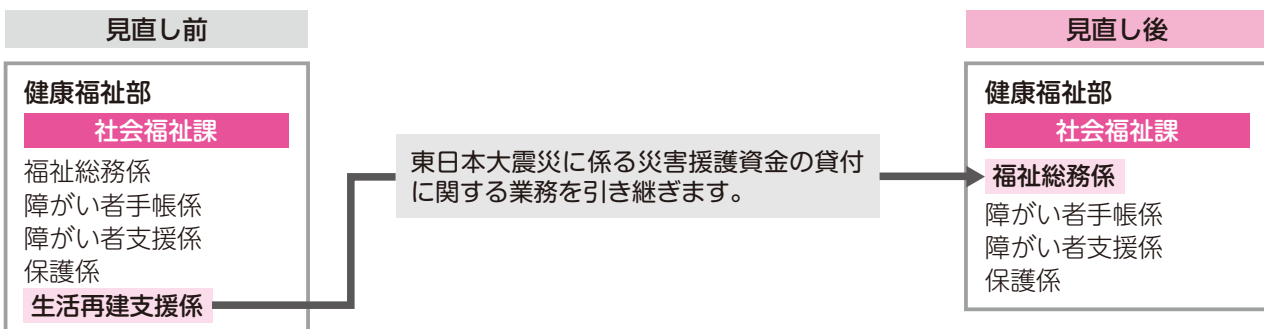 見直し前
健康福祉部
社会福祉課
福祉総務係
障がい者手帳係
障がい者支援係
保護係
生活再建支援係
東日本大震災に係る災害援護資金の貸付
に関する業務を引き継ぎます。
見直し後
健康福祉部
社会福祉課
福祉総務係
障がい者手帳係
障がい者支援係
保護係